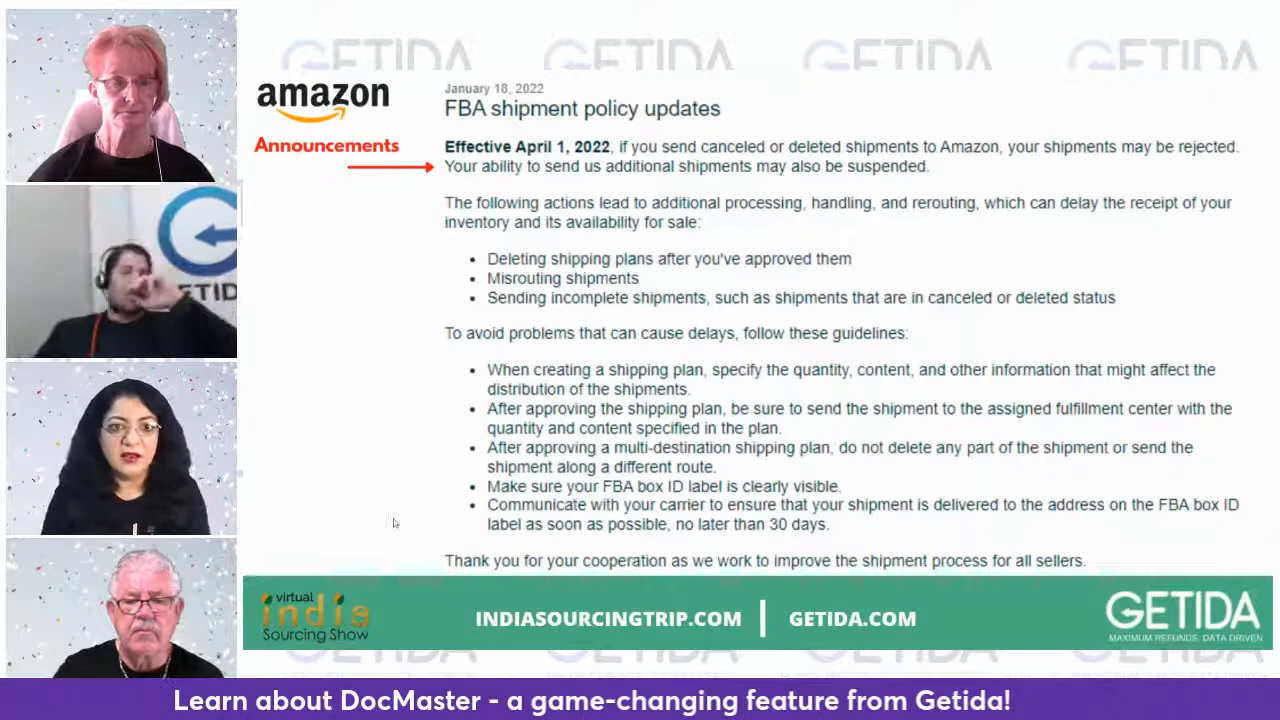 GETIDA GETIDA GETIDA GETIDA
amazon
Announcements
January 18, 2022
FBA shipment policy updates
Effective April 1, 2022, if you send canceled or deleted shipments to Amazon, your shipments may be rejected.
Your ability to send us additional shipments may also be suspended.
The following actions lead to additional processing, handling, and rerouting, which can delay the receipt of your
inventory and its availability for sale:
• Deleting shipping plans after you've approved them
• Misrouting shipments
• Sending incomplete shipments, such as shipments that are in canceled or deleted status
To avoid problems that can cause delays, follow these guidelines:
• When creating a shipping plan, specify the quantity, content, and other information that might affect the
distribution of the shipments.
• After approving the shipping plan, be sure to send the shipment to the assigned fulfillment center with the
quantity and content specified in the plan.
• After approving a multi-destination shipping plan, do not delete any part of the shipment or send the
shipment along a different route.
• Make sure your FBA box ID label is clearly visible.
• Communicate with your carrier to ensure that your shipment is delivered to the address on the FBA box ID
label as soon as possible, no later than 30 days.
Thank you for your cooperation as we work to improve the shipment process for all sellers.
ETIDA
virtual
india
Sourcing Show
INDIASOURCINGTRIP.COM | GETIDA.COM
GETIDA
MAXIMUM REFUNDS. DATA DRIVEN
Learn about DocMaster - a game-changing feature from Getida!